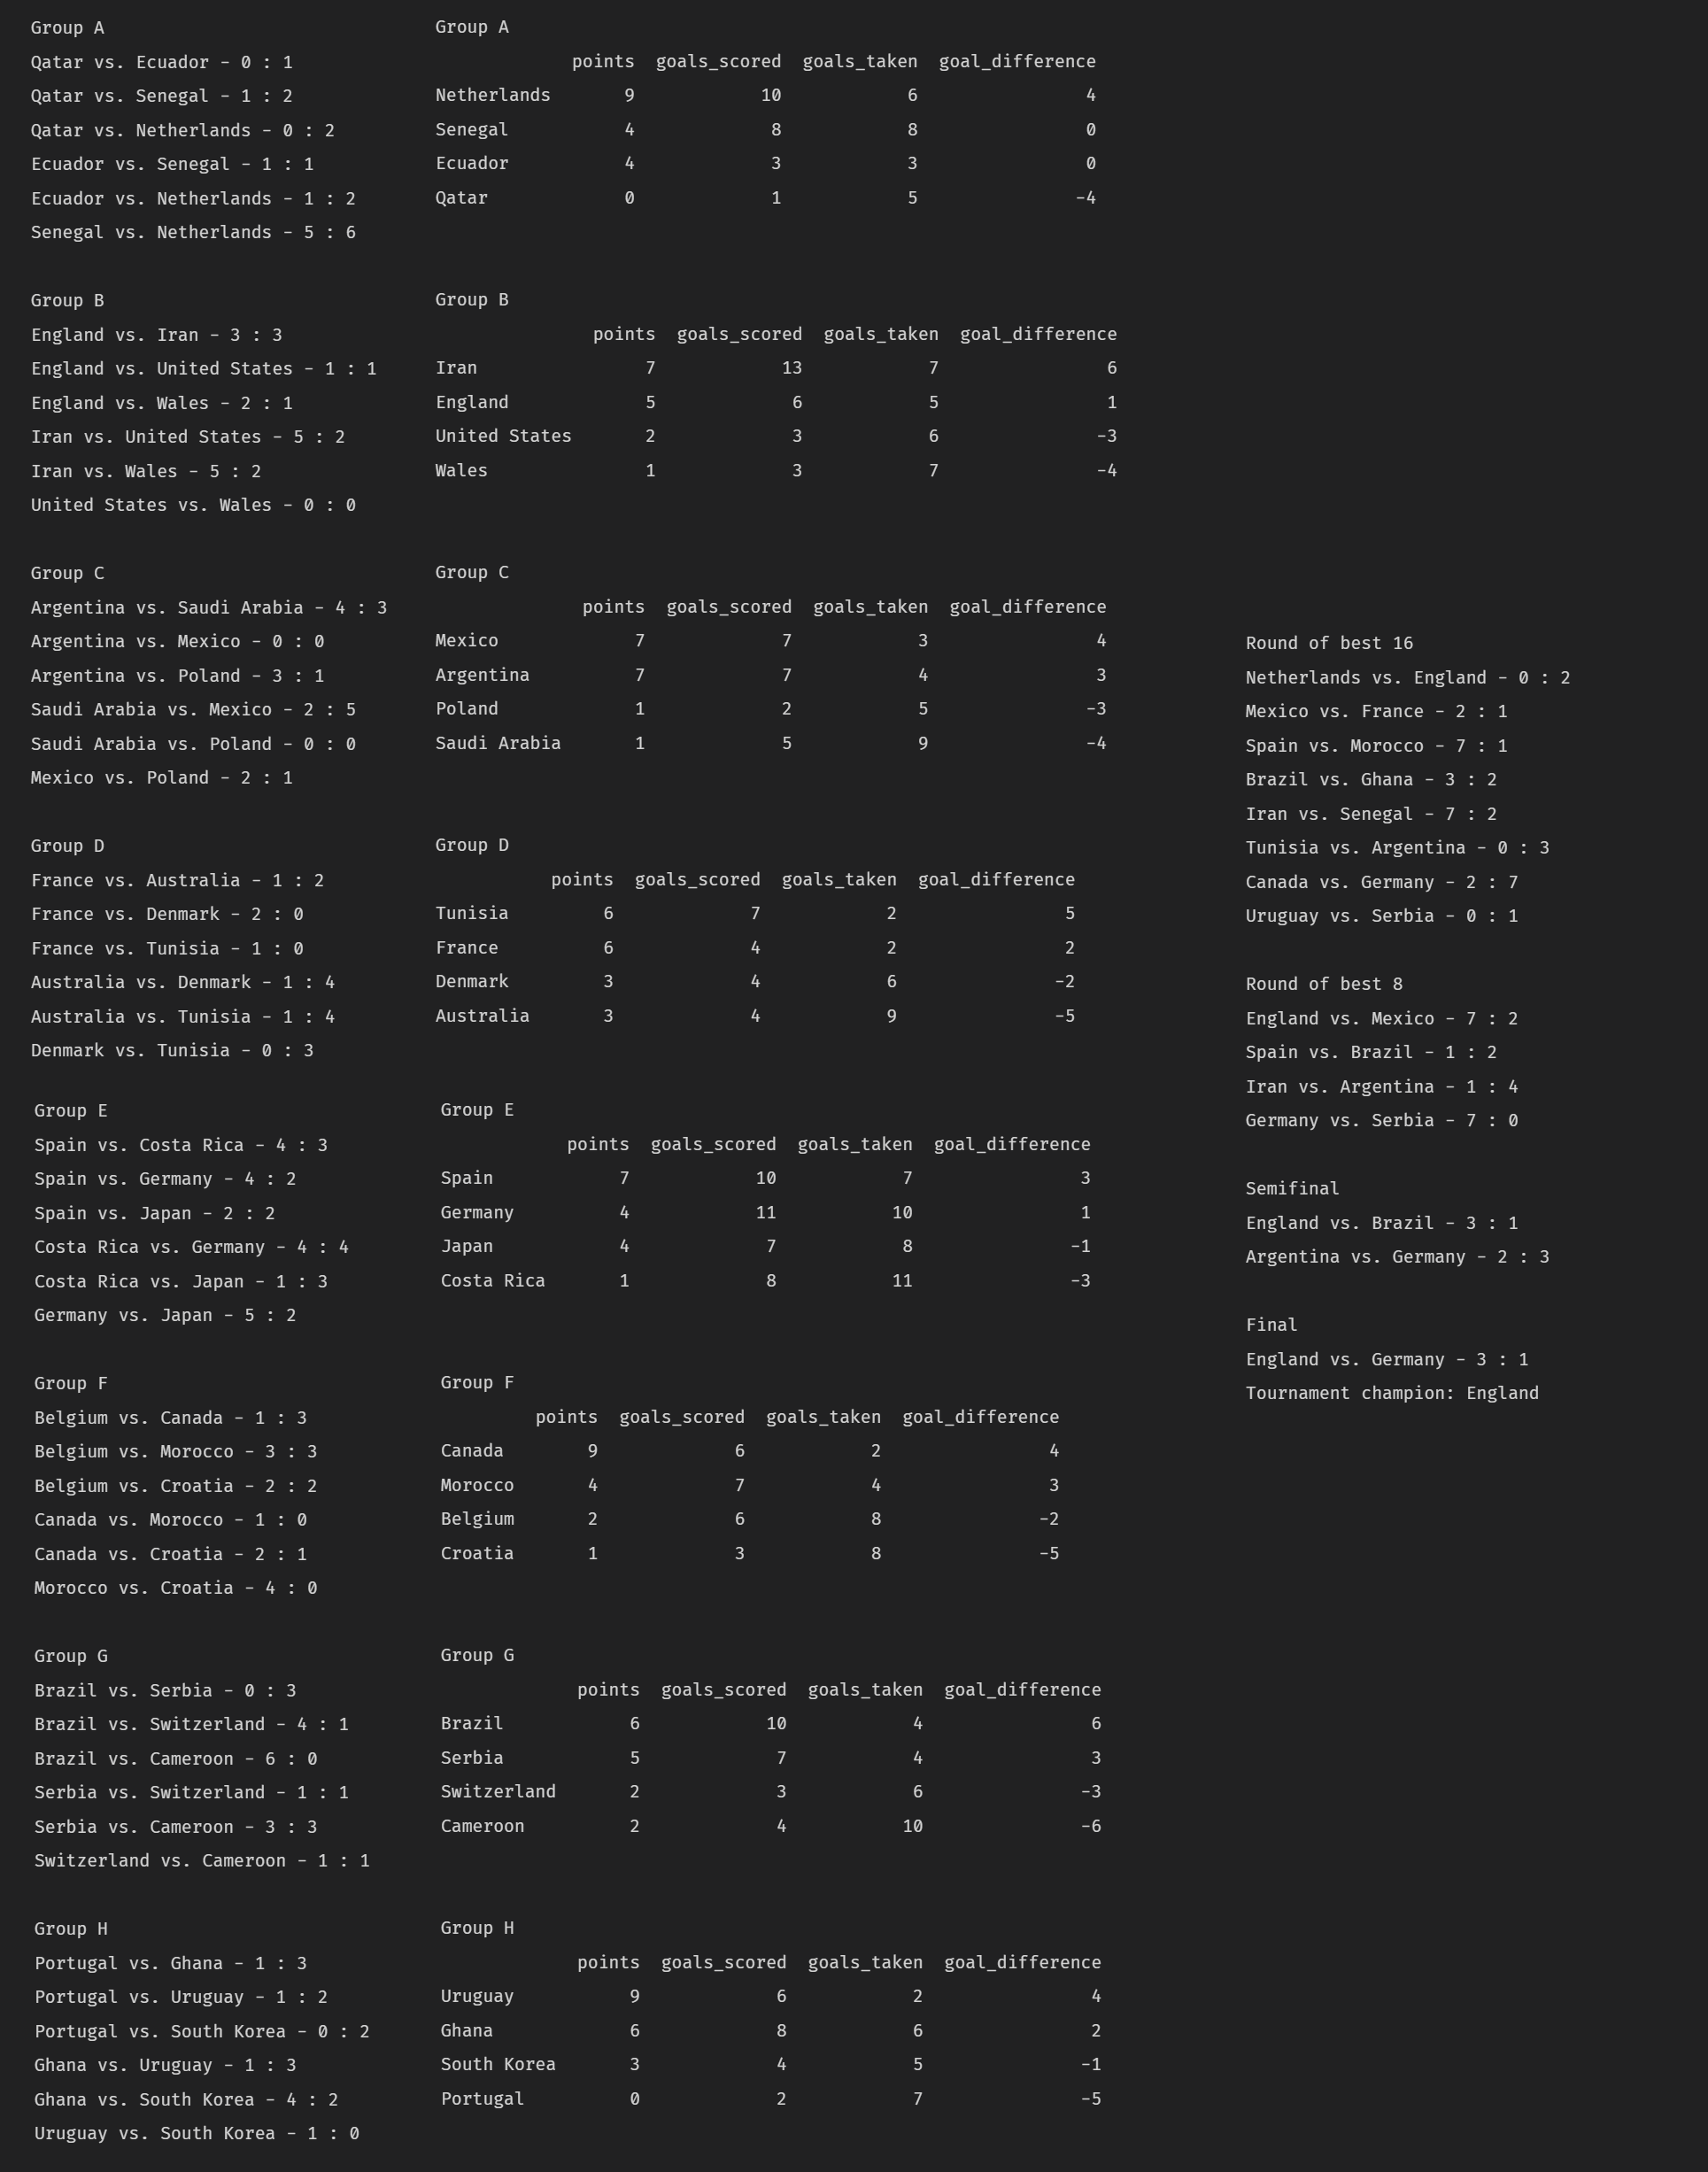 Group A
Qatar vs. Ecuador - 0 : 1
Qatar vs. Senegal - 1 : 2
Qatar vs. Netherlands - 0 : 2
Ecuador vs. Senegal - 1 : 1
Ecuador vs. Netherlands - 1 : 2
Senegal vs. Netherlands - 5 : 6
Group B
England vs. Iran - 3 : 3
England vs. United States - 1 : 1
England vs. Wales - 2 : 1
Iran vs. United States - 5 : 2
Iran vs. Wales - 5 : 2
United States vs. Wales - 0 : 0
Group C
Argentina vs. Saudi Arabia - 4 : 3
Argentina vs. Mexico - 0 : 0
Argentina vs. Poland - 3 : 1
Saudi Arabia vs. Mexico - 2 : 5
Saudi Arabia vs. Poland - 0 : 0
Mexico vs. Poland - 2 : 1
Group D
France vs. Australia - 1 : 2
France vs. Denmark - 2 : 0
France vs. Tunisia - 1 : 0
Australia vs. Denmark - 1 : 4
Australia vs. Tunisia - 1 : 4
Denmark vs. Tunisia - 0 : 3
Group E
Spain vs. Costa Rica - 4 : 3
Spain vs. Germany - 4 : 2
Spain vs. Japan - 2 : 2
Costa Rica vs. Germany - 4 : 4
Costa Rica vs. Japan - 1 : 3
Germany vs. Japan - 5 : 2
Group F
Belgium vs. Canada - 1 : 3
Belgium vs. Morocco - 3 : 3
Belgium vs. Croatia - 2 : 2
Canada vs. Morocco - 1 : 0
Canada vs. Croatia - 2 : 1
Morocco vs. Croatia - 4 : 0
Group G
Brazil vs. Serbia - 0 : 3
Brazil vs. Switzerland - 4 : 1
Brazil vs. Cameroon - 6 : 0
Serbia vs. Switzerland - 1 : 1
Serbia vs. Cameroon - 3 : 3
Switzerland vs. Cameroon - 1 : 1
Group H
Portugal vs. Ghana - 1 : 3
Portugal vs. Uruguay - 1 : 2
Portugal vs. South Korea - 0 : 2
Ghana vs. Uruguay - 1 : 3
Ghana vs. South Korea - 4 : 2
Uruguay vs. South Korea - 1 : 0
Group A
points goals_scored goals_taken goal_difference
Netherlands 9 10 6 4
Senegal 4 8 8 0
Ecuador 4 3 3 0
Qatar 0 1 5 -4
Group B
points goals_scored goals_taken goal_difference
Iran 7 13 7 6
England 5 6 5 1
United States 2 3 6 -3
Wales 1 3 7 -4
Group C
points goals_scored goals_taken goal_difference
Mexico 7 7 3 4
Argentina 7 7 4 3
Poland 1 2 5 -3
Saudi Arabia 1 5 9 -4
Group D
points goals_scored goals_taken goal_difference
Tunisia 6 7 2 5
France 6 4 2 2
Denmark 3 4 6 -2
Australia 3 4 9 -5
Group E
points goals_scored goals_taken goal_difference
Spain 7 10 7 3
Germany 4 11 10 1
Japan 4 7 8 -1
Costa Rica 1 8 11 -3
Group F
points goals_scored goals_taken goal_difference
Canada 9 6 2 4
Morocco 4 7 4 3
Belgium 2 6 8 -2
Croatia 1 3 8 -5
Group G
points goals_scored goals_taken goal_difference
Brazil 6 10 4 6
Serbia 5 7 4 3
Switzerland 2 3 6 -3
Cameroon 2 4 10 -6
Group H
points goals_scored goals_taken goal_difference
Uruguay 9 6 2 4
Ghana 6 8 6 2
South Korea 3 4 5 -1
Portugal 0 2 7 -5
Round of best 16
Netherlands vs. England - 0 : 2
Mexico vs. France - 2 : 1
Spain vs. Morocco - 7 : 1
Brazil vs. Ghana - 3 : 2
Iran vs. Senegal - 7 : 2
Tunisia vs. Argentina - 0 : 3
Canada vs. Germany - 2 : 7
Uruguay vs. Serbia - 0 : 1
Round of best 8
England vs. Mexico - 7 : 2
Spain vs. Brazil - 1 : 2
Iran vs. Argentina - 1 : 4
Germany vs. Serbia - 7 : 0
Semifinal
England vs. Brazil - 3 : 1
Argentina vs. Germany - 2 : 3
Final
England vs. Germany - 3 : 1
Tournament champion: England